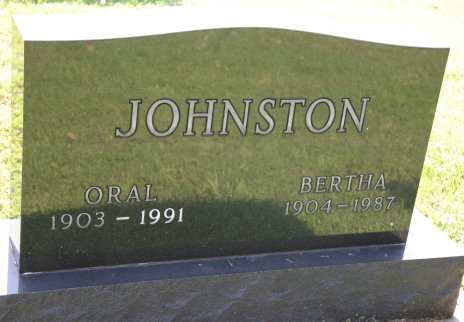 JOHNSTON
ORAL
1903 – 1991
BERTHA
1904 – 1987